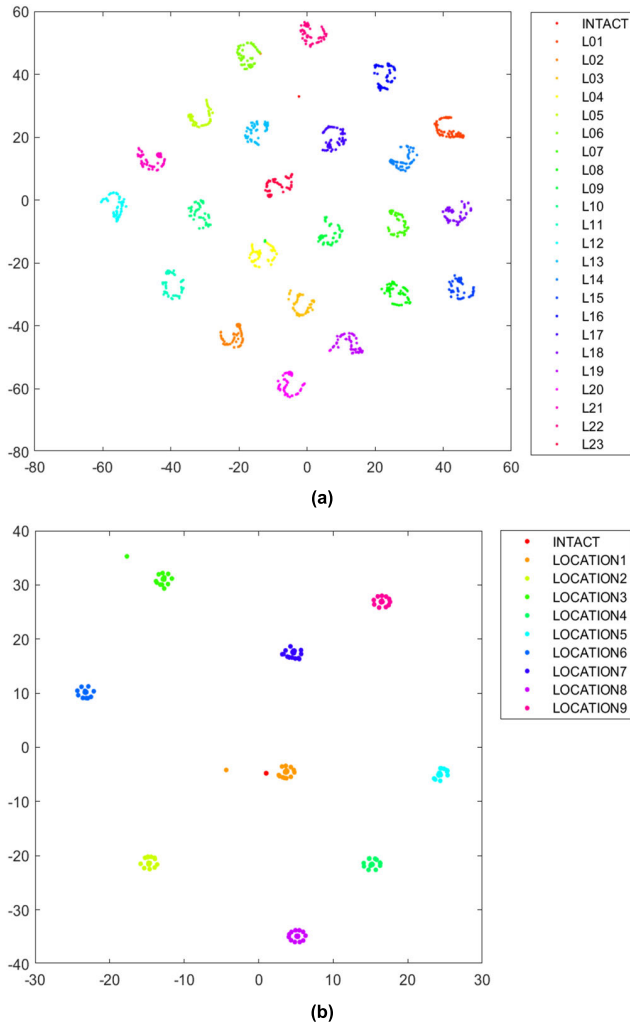 60
40
20
0
-20
-40
-60
-80
-80
-60
-40
-20
0
20
40
60
INTACT
L01
L02
L03
L04
L05
L06
L07
L08
L09
L10
L11
L12
L13
L14
L15
L16
L17
L18
L19
L20
L21
L22
L23
(a)
40
30
20
10
0
-10
-20
-30
-40
-30
-20
-10
0
10
20
30
INTACT
LOCATION1
LOCATION2
LOCATION3
LOCATION4
LOCATION5
LOCATION6
LOCATION7
LOCATION8
LOCATION9
(b)